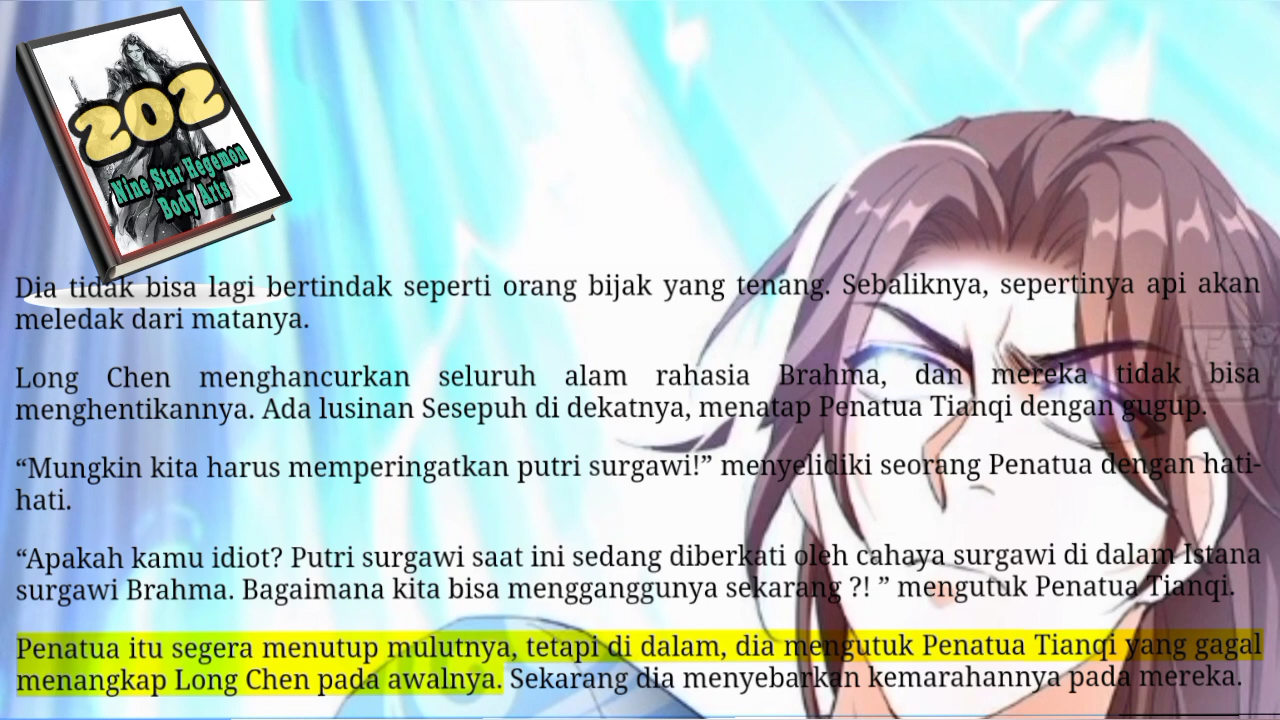 202
Nine Star Hegemon
Body Arts
Dia tidak bisa lagi bertindak seperti orang bijak yang tenang. Sebaliknya, sepertinya api akan
meledak dari matanya.
Long Chen menghancurkan seluruh alam rahasia Brahma, dan mereka tidak bisa
menghentikannya. Ada lusinan Sesepuh di dekatnya, menatap Penatua Tianqi dengan gugup.
“Mungkin kita harus memperingatkan putri surgawi!” menyelidiki seorang Penatua dengan hati-
hati.
“Apakah kamu idiot? Putri surgawi saat ini sedang diberkati oleh cahaya surgawi di dalam Istana
surgawi Brahma. Bagaimana kita bisa mengganggunya sekarang ?! ” mengutuk Penatua Tianqi.
Penatua itu segera menutup mulutnya, tetapi di dalam, dia mengutuk Penatua Tianqi yang gagal
menangkap Long Chen pada awalnya. Sekarang dia menyebarkan kemarahannya pada mereka.